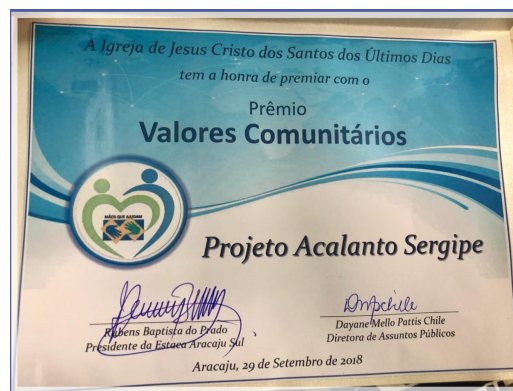 A Igreja de Jesus Cristo dos Santos dos Últimos Dias
tem a honra de premiar com o
Prêmio
Valores Comunitários
MÃOS QUE AJUDAM
Projeto Acalanto Sergipe
Rubens Baptista do Prado
Presidente da Estaca Aracaju Sul
Dayane Mello Pattis Chile
Diretora de Assuntos Públicos
Aracaju, 29 de Setembro de 2018